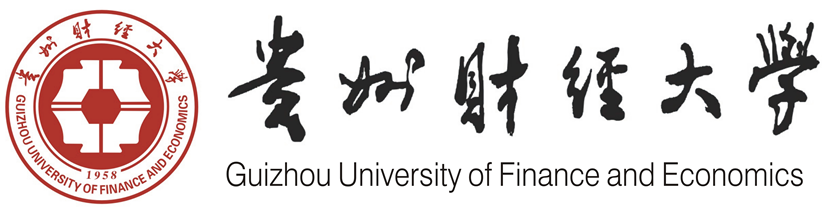 贵州财经大学
GUIZHOU UNIVERSITY OF FINANCE AND ECONOMICS
1958
貴州財經大學
Guizhou University of Finance and Economics